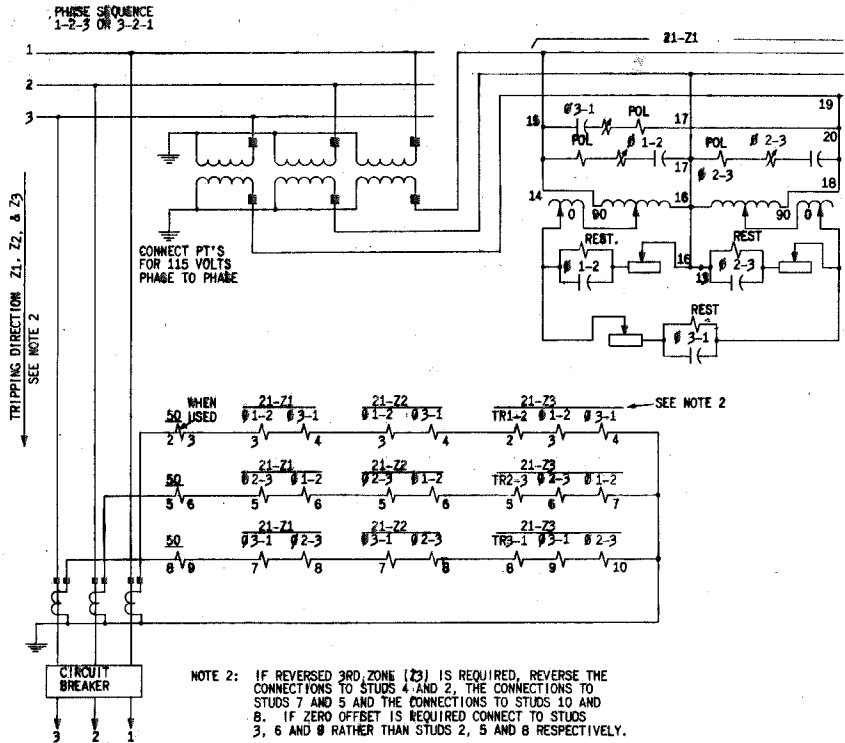 PHASE SEQUENCE
1-2-3 OR 3-2-1
21-Z1
1
2
3
19
Ø3-1
POL
15
17
20
POL
Ø 1-2
17
POL
Ø 2-3
Ø 2-3
18
14
0
90
16
90
0
CONNECT PT'S
FOR 115 VOLTS
PHASE TO PHASE
REST.
16
REST
Ø 1-2
15
Ø 2-3
REST
Ø 3-1
TRIPPING DIRECTION Z1, Z2, & Z3
SEE NOTE 2
WHEN
USED
21-Z1
21-Z2
21-Z3
SEE NOTE 2
50
Ø1-2 Ø3-1
Ø1-2 Ø3-1
TR1-2 Ø1-2 Ø3-1
2 3
3 4
3 4
2 3 4
21-Z1
21-Z2
21-Z3
50
Ø2-3 Ø1-2
Ø2-3 Ø1-2
TR2-3 Ø2-3 Ø1-2
5 6
5 6
5 6
5 6 7
21-Z1
21-Z2
21-Z3
50
Ø3-1 Ø2-3
Ø3-1 Ø2-3
TR3-1 Ø3-1 Ø2-3
8 9
7 8
7 8
9 10
CIRCUIT
BREAKER
3 2 1
NOTE 2: IF REVERSED 3RD ZONE (Z3) IS REQUIRED, REVERSE THE
CONNECTIONS TO STUDS 4 AND 2, THE CONNECTIONS TO
STUDS 7 AND 5 AND THE CONNECTIONS TO STUDS 10 AND
8. IF ZERO OFFSET IS REQUIRED CONNECT TO STUDS
3, 6 AND 9 RATHER THAN STUDS 2, 5 AND 8 RESPECTIVELY.